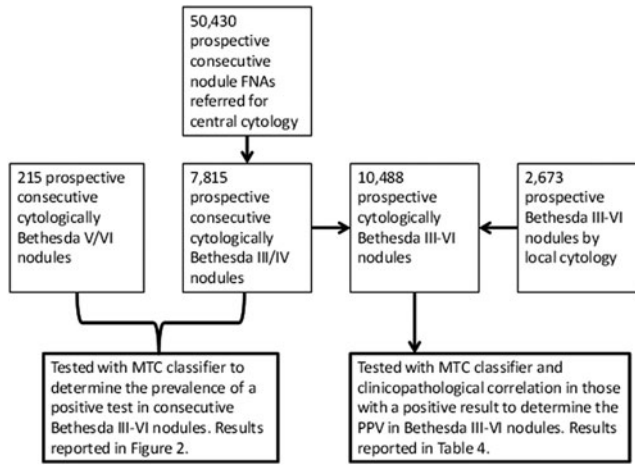 50,430
prospective
consecutive
nodule FNAs
referred for
central cytology
215 prospective
consecutive
cytologically
Bethesda V/VI
nodules
7,815
prospective
consecutive
cytologically
Bethesda III/IV
nodules
10,488
prospective
cytologically
Bethesda III-VI
nodules
2,673
prospective
Bethesda III-VI
nodules by
local cytology
Tested with MTC classifier to
determine the prevalence of a
positive test in consecutive
Bethesda III-VI nodules. Results
reported in Figure 2.
Tested with MTC classifier and
clinicopathological correlation in those
with a positive result to determine the
PPV in Bethesda III-VI nodules. Results
reported in Table 4.